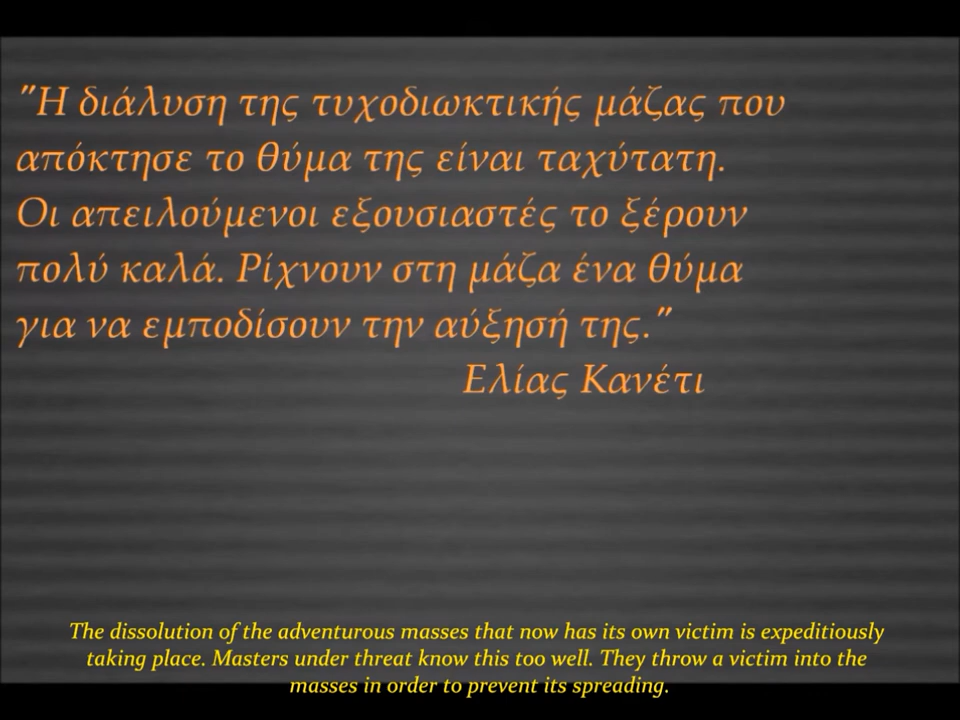 "Η διάλυση της τυχοδιωκτικής μάζας που
απόκτησε το θύμα της είναι ταχύτατη.
Οι απειλούμενοι εξουσιαστές το ξέρουν
πολύ καλά. Ρίχνουν στη μάζα ένα θύμα
για να εμποδίσουν την αύξησή της."
Ελίας Κανέτι
The dissolution of the adventurous masses that now has its own victim is expeditiously
taking place. Masters under threat know this too well. They throw a victim into the
masses in order to prevent its spreading.